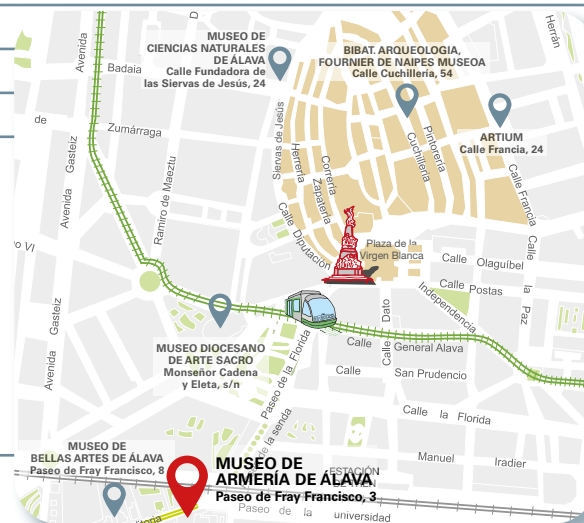 MUSEO DE
CIENCIAS NATURALES
DE ÁLAVA
Calle Fundadora de
las Siervas de Jesús, 24
BIBAT. ARQUEOLOGIA,
FOURNIER DE NAIPES MUSEOA
Calle Cuchillería, 54
Herrán
Avenida
Badaia
de
Zumárraga
Gasteiz
Avenida
Ramiro de Maeztu
Siervas de Jesús
Herrería
Zapatería
Correría
Cuchillería
Pintorería
ARTIUM
Calle Francia, 24
Calle Francia
Calle
la
Paz
Calle Diputación
Plaza de la
Virgen Blanca
Calle Olaguíbel
Calle Postas
Independencia
to VI
Gasteiz
Avenida
MUSEO DIOCESANO
DE ARTE SACRO
Monseñor Cadena
y Eleta, s/n
Paseo de la Florida
Calle Dato
Calle General Alava
Calle San Prudencio
Calle la Florida
de la senda
Manuel Iradier
MUSEO DE
BELLAS ARTES DE ÁLAVA
Paseo de Fray Francisco, 8
MUSEO DE
ARMERÍA DE ÁLAVA
Paseo de Fray Francisco, 3
ESTACIÓN
Paseo de la universidad